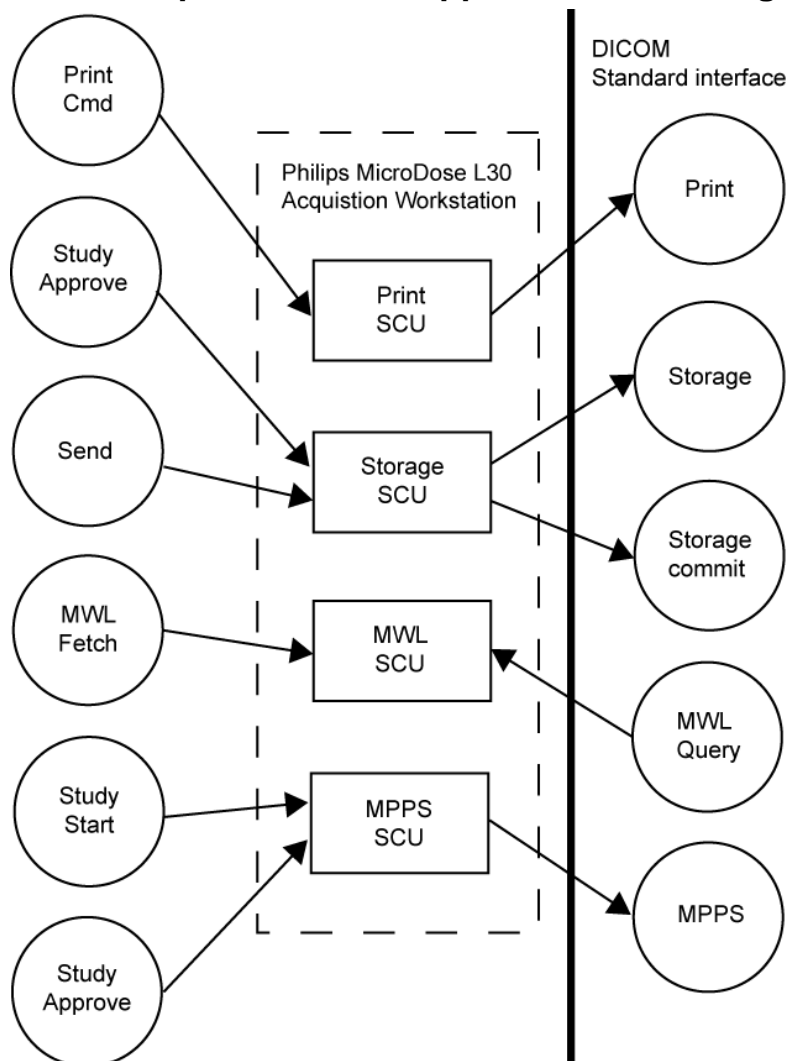 Print
Cmd
DICOM
Standard interface
Philips MicroDose L30
Acquistion Workstation
Print
Study
Approve
Print
SCU
Storage
Send
Storage
SCU
Storage
commit
MWL
Fetch
MWL
SCU
MWL
Query
Study
Start
MPPS
SCU
MPPS
Study
Approve